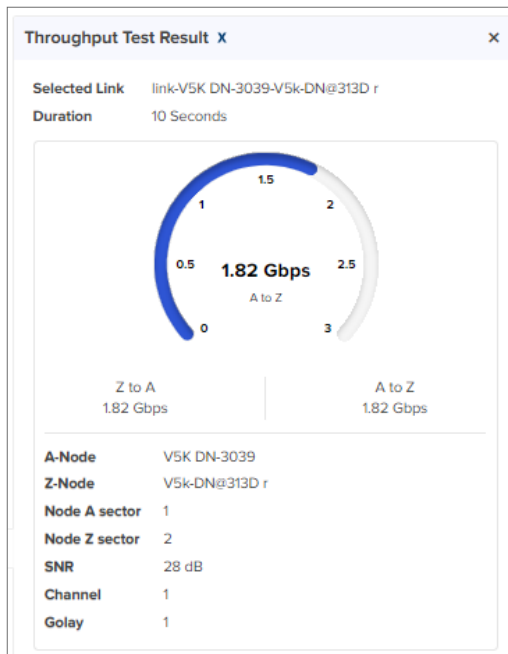 Throughput Test Result X ×
Selected Link link-V5K DN-3039-V5k-DN@313D r
Duration 10 Seconds
1.5
1 2
0.5 1.82 Gbps 2.5
A to Z
0 3
Z to A A to Z
1.82 Gbps 1.82 Gbps
A-Node V5K DN-3039
Z-Node V5k-DN@313D r
Node A sector 1
Node Z sector 2
SNR 28 dB
Channel 1
Golay 1